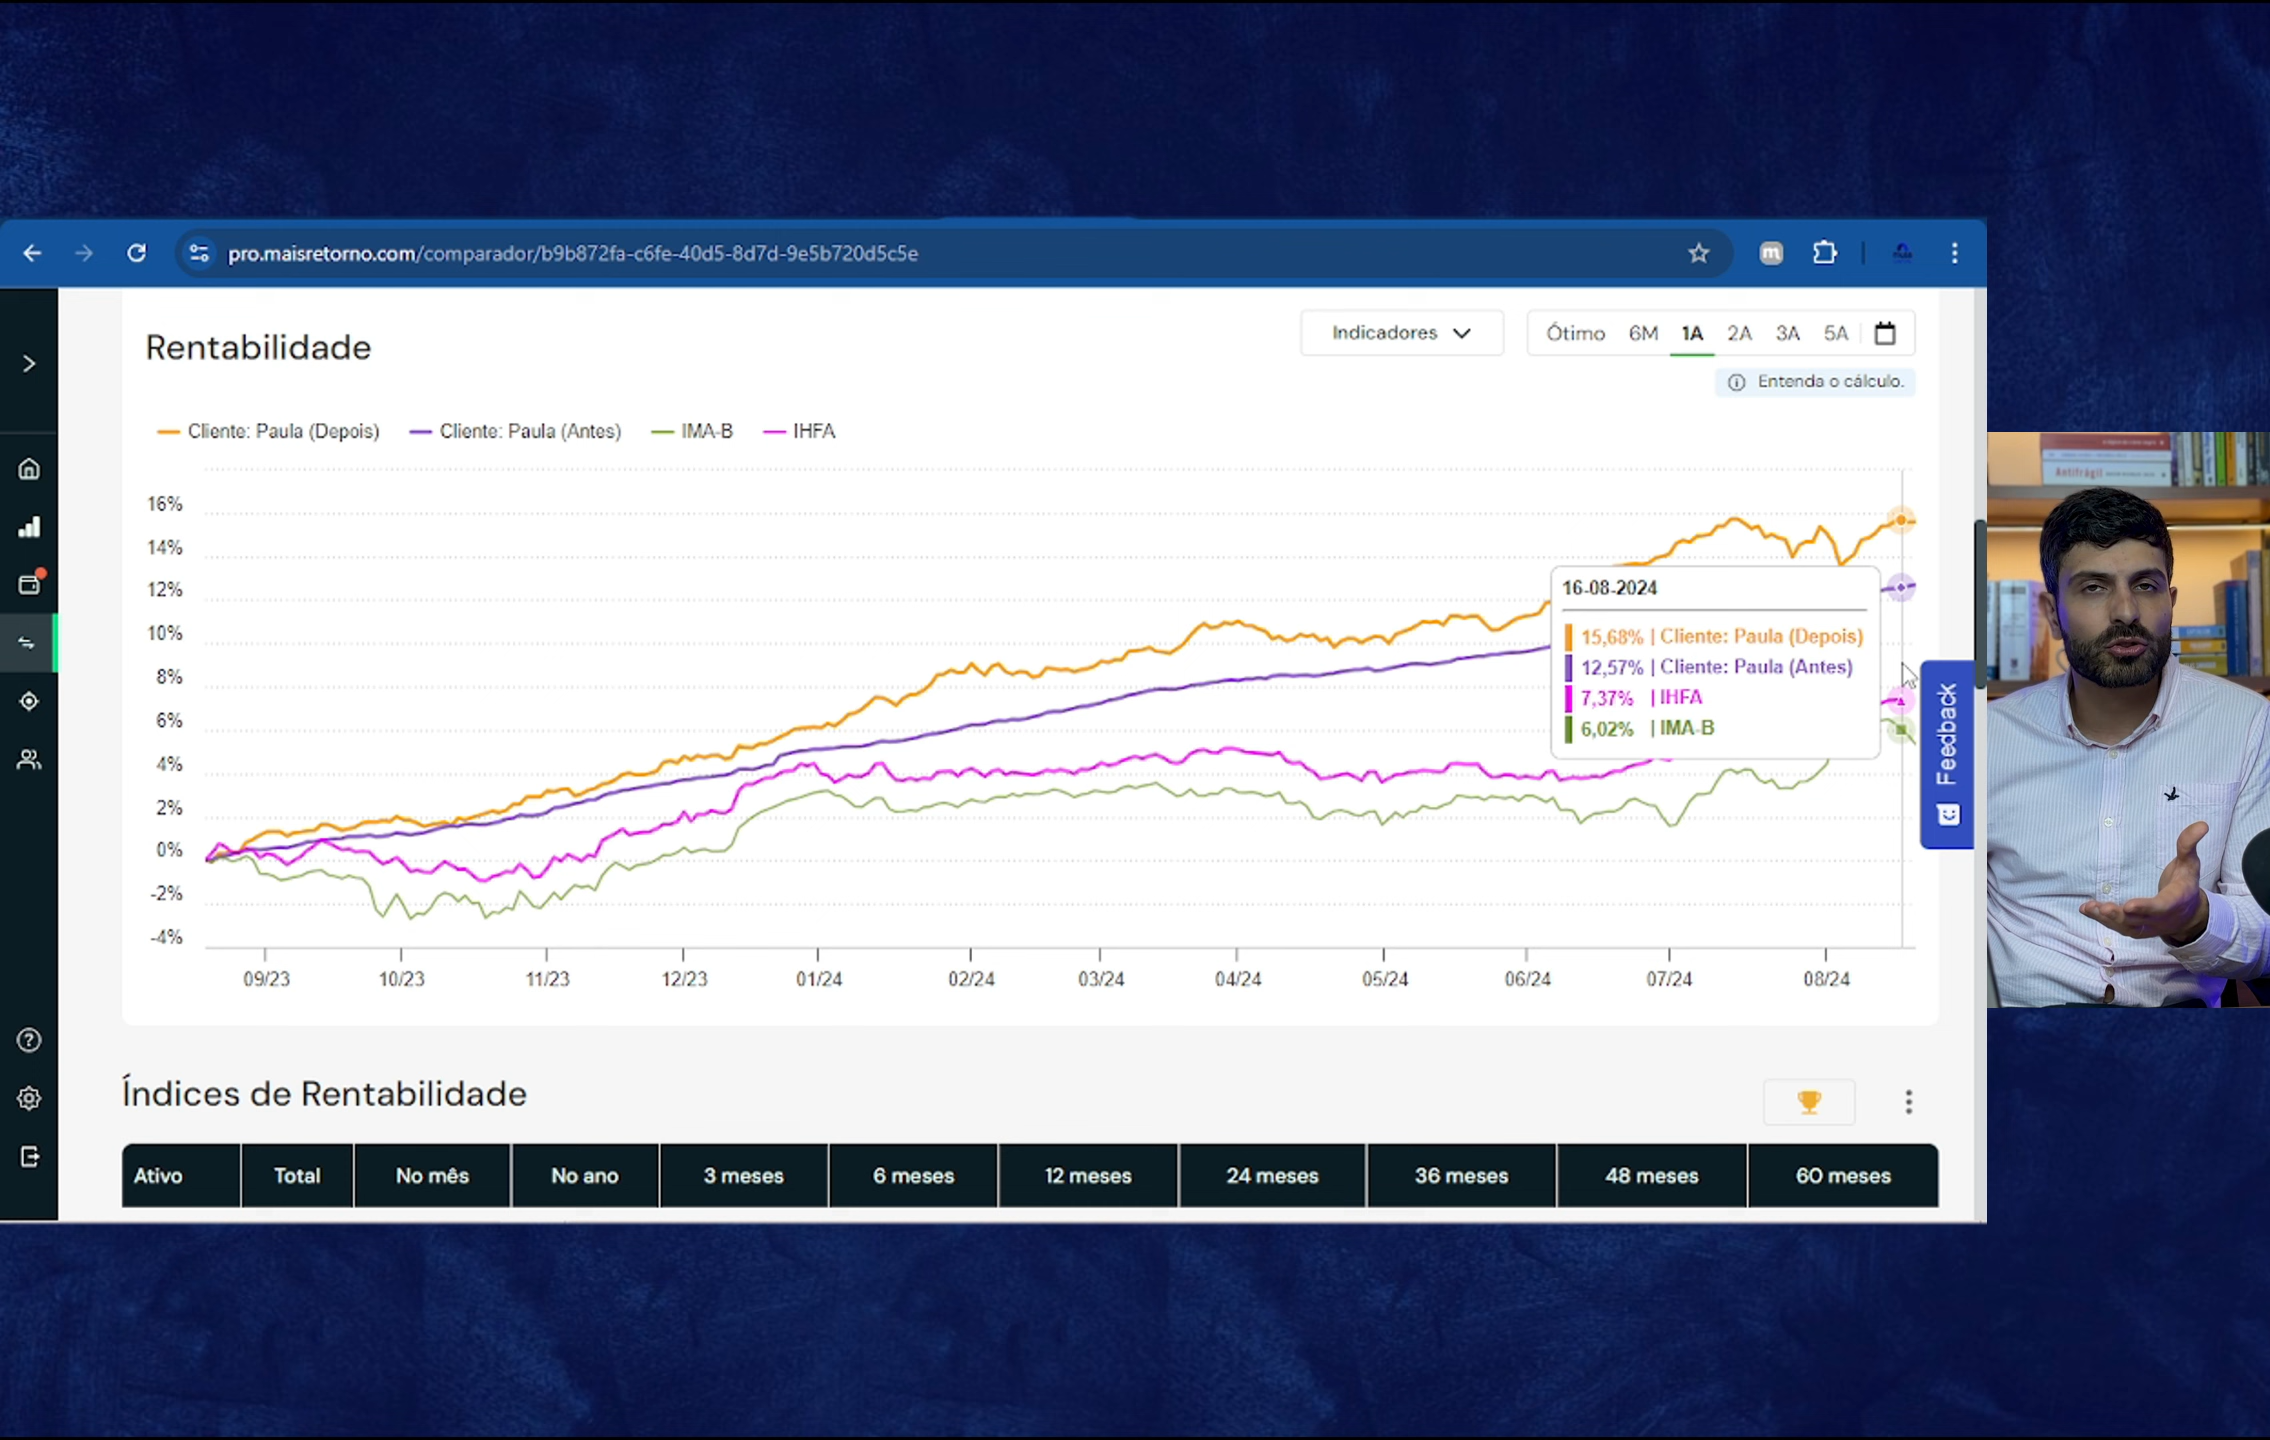 pro.maisretorno.com/comparador/b9b872fa-c6fe-40d5-8d7d-9e5b720d5c5e
m
Rentabilidade
Indicadores
Ótimo 6M 1A 2A 3A 5A
Entenda o cálculo.
Cliente: Paula (Depois) Cliente: Paula (Antes) IMA-B IHFA
16%
14%
12%
10%
8%
6%
4%
2%
0%
-2%
-4%
16-08-2024
15,68% | Cliente: Paula (Depois)
12,57% | Cliente: Paula (Antes)
7,37% | IHFA
6,02% | IMA-B
09/23 10/23 11/23 12/23 01/24 02/24 03/24 04/24 05/24 06/24 07/24 08/24
Feedback
Antifrágil
Índices de Rentabilidade
Ativo Total No mês No ano 3 meses 6 meses 12 meses 24 meses 36 meses 48 meses 60 meses